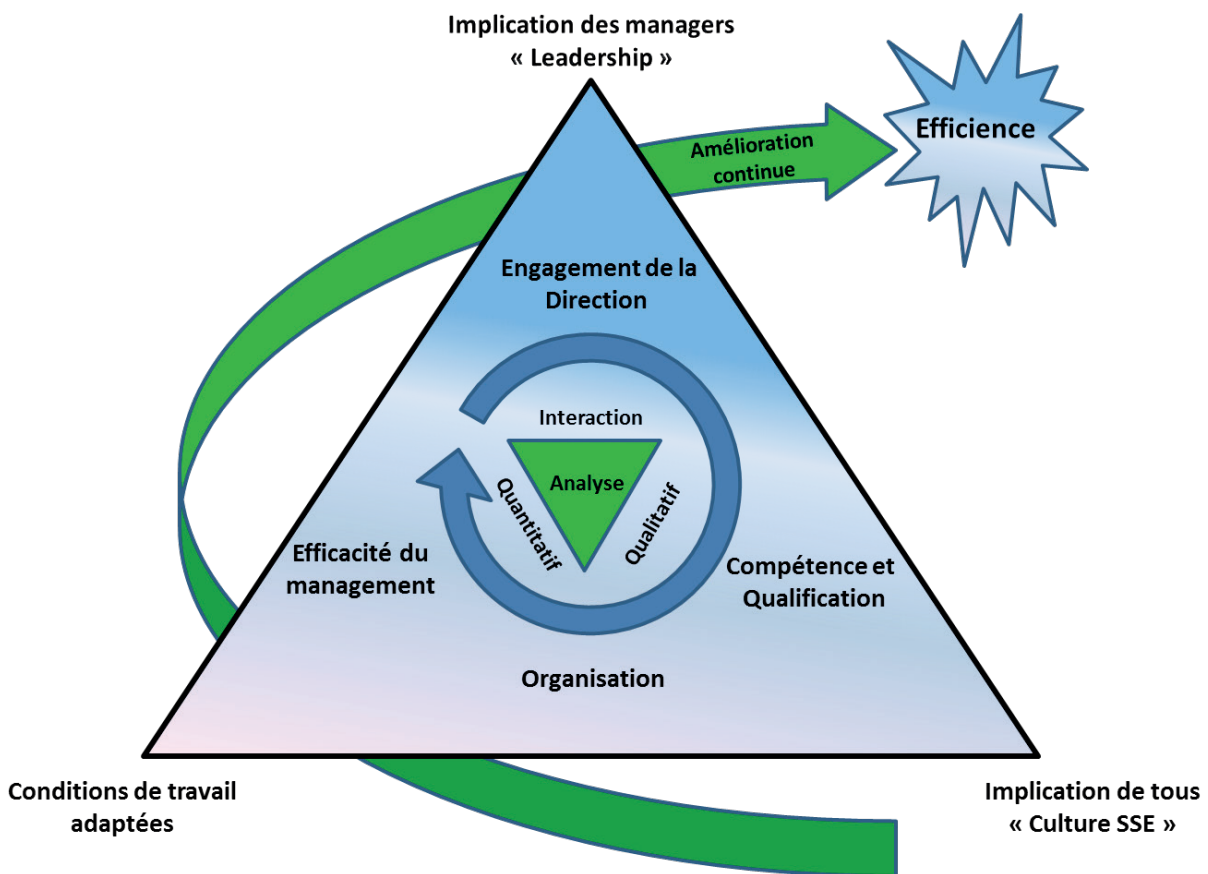 Implication des managers
« Leadership »
Efficience
Amélioration
continue
Engagement de la
Direction
Interaction
Analyse
Quantitatif
Qualitatif
Efficacité du
management
Compétence et
Qualification
Organisation
Conditions de travail
adaptées
Implication de tous
« Culture SSE »